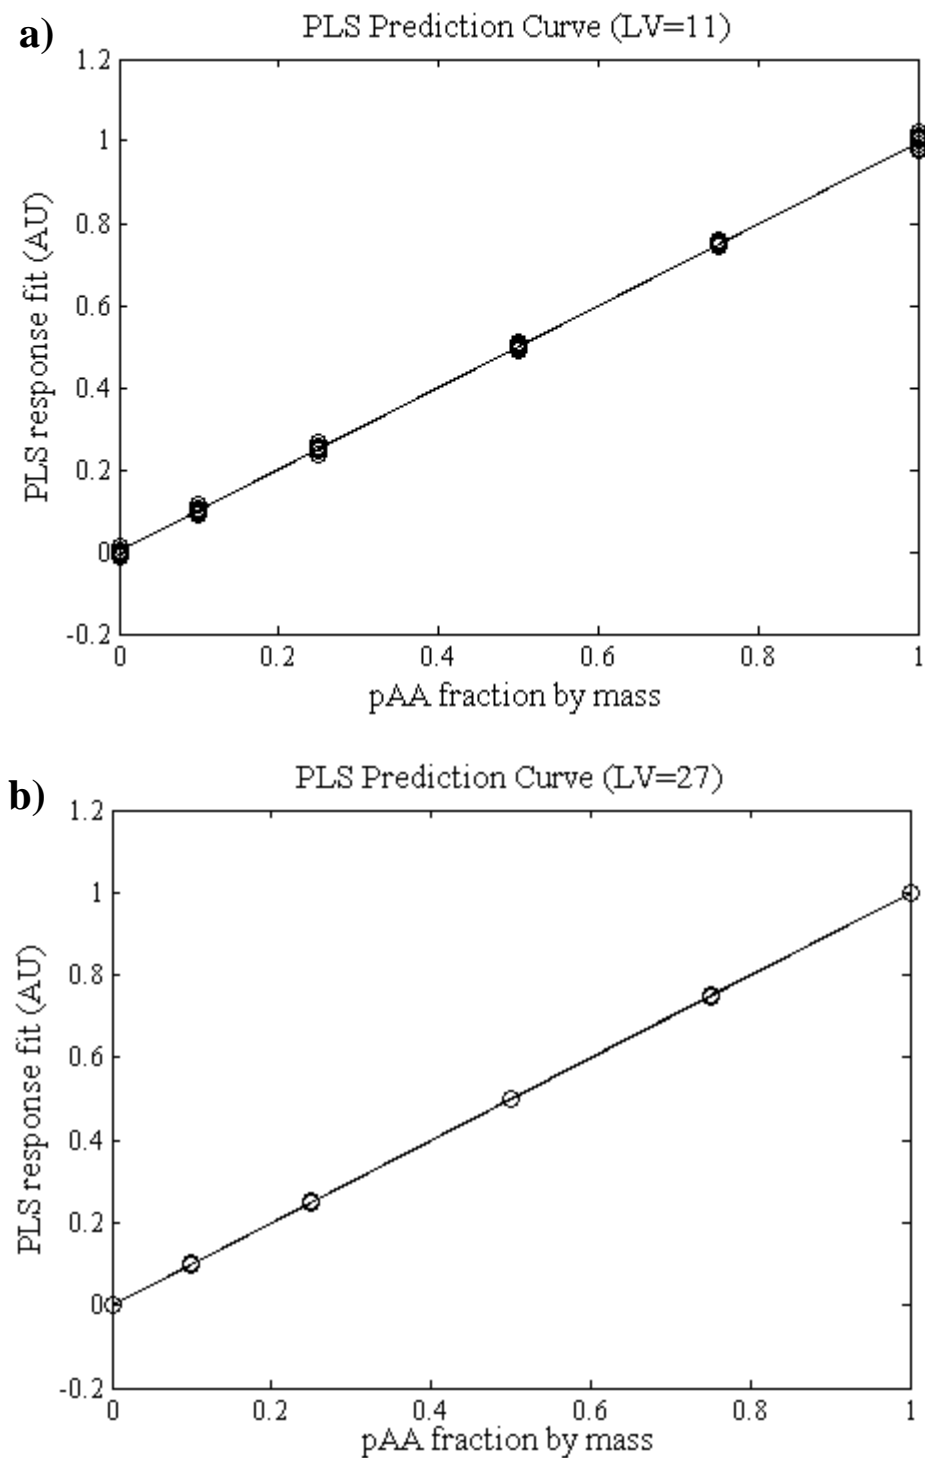 a)
PLS Prediction Curve (LV=11)
1.2
1
0.8
0.6
0.4
0.2
0
-0.2
PLS response fit (AU)
0 0.2 0.4 0.6 0.8 1
pAA fraction by mass
b)
PLS Prediction Curve (LV=27)
1.2
1
0.8
0.6
0.4
0.2
0
-0.2
PLS response fit (AU)
0 0.2 0.4 0.6 0.8 1
pAA fraction by mass